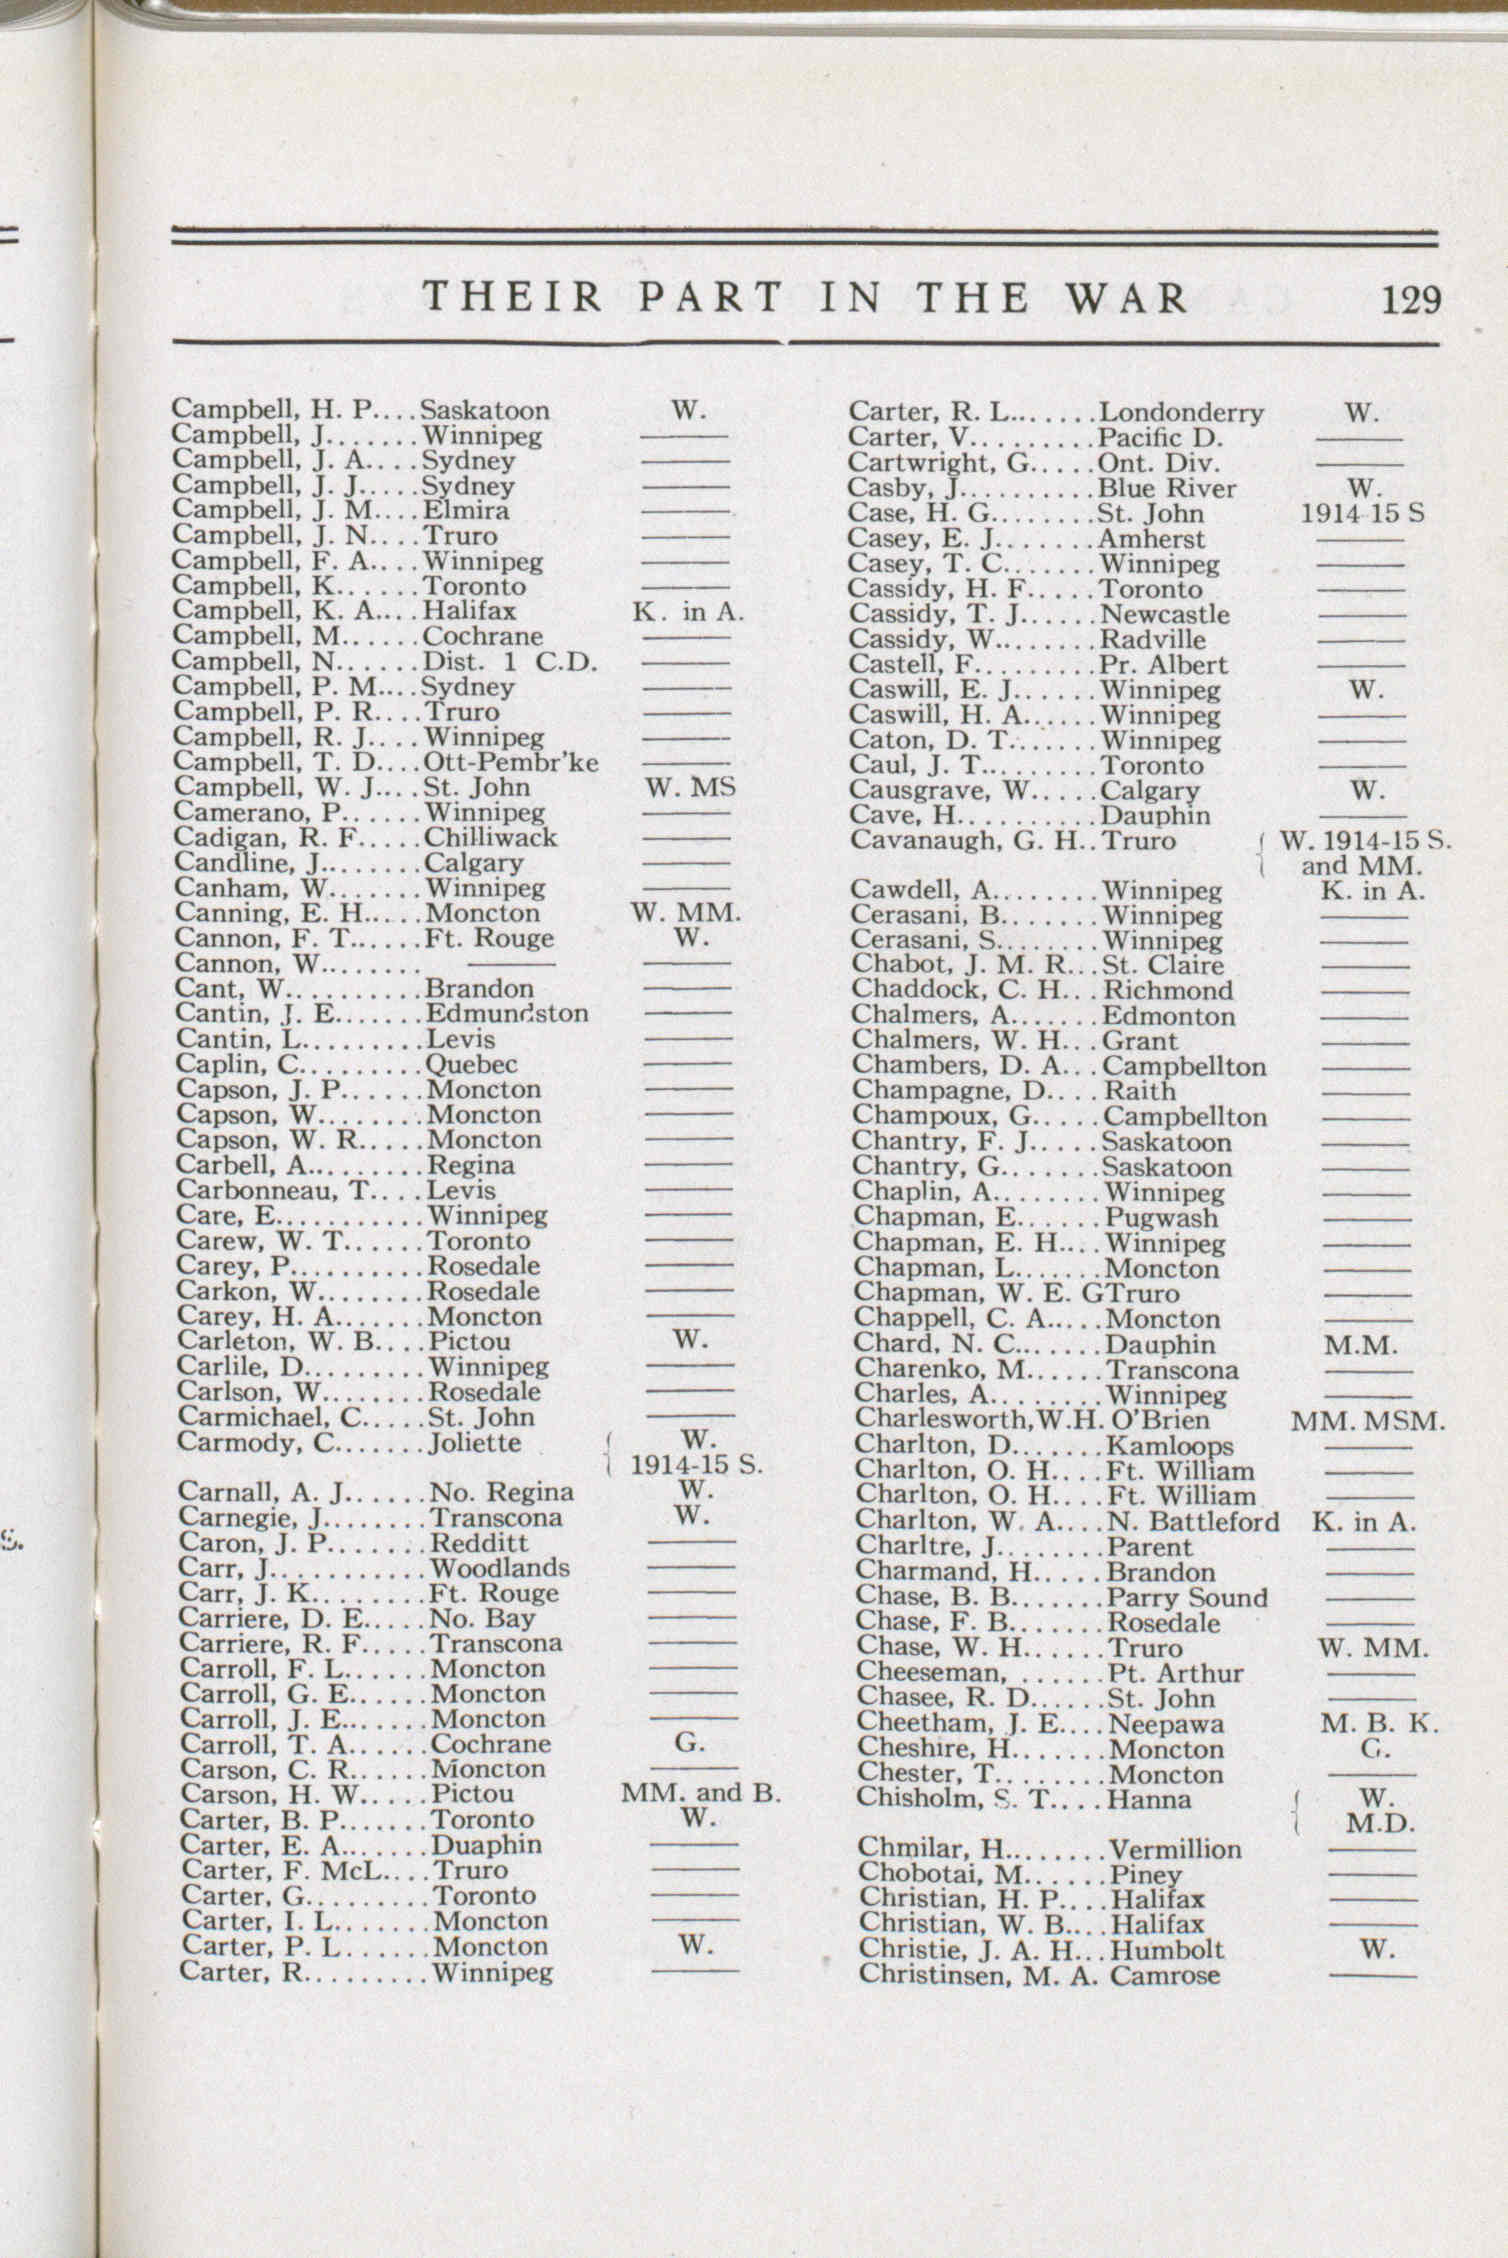 THEIR PART IN THE WAR 129
Campbell, H. P.... Saskatoon W.
Campbell, J....... Winnipeg ——
Campbell, J. A.... Sydney ——
Campbell, J. J..... Sydney ——
Campbell, J. M.... Elmira ——
Campbell, J. N.... Truro ——
Campbell, F. A.... Winnipeg ——
Campbell, K...... Toronto ——
Campbell, K. A.... Halifax K. in A.
Campbell, M...... Cochrane ——
Campbell, N...... Dist. 1 C.D. ——
Campbell, P. M.... Sydney ——
Campbell, P. R.... Truro ——
Campbell, R. J.... Winnipeg ——
Campbell, T. D.... Ott-Pembr'ke ——
Campbell, W. J.... St. John W. MS
Camerano, P...... Winnipeg ——
Cadigan, R. F..... Chilliwack ——
Candline, J........ Calgary ——
Canham, W....... Winnipeg ——
Canning, E. H..... Moncton W. MM.
Cannon, F. T...... Ft. Rouge W.
Cannon, W........ —— ——
Cant, W.......... Brandon ——
Cantin, J. E....... Edmundston ——
Cantin, L......... Levis ——
Caplin, C......... Quebec ——
Capson, J. P...... Moncton ——
Capson, W........ Moncton ——
Capson, W. R..... Moncton ——
Carbell, A......... Regina ——
Carbonneau, T.... Levis ——
Care, E........... Winnipeg ——
Carew, W. T...... Toronto ——
Carey, P.......... Rosedale ——
Carkon, W........ Rosedale ——
Carey, H. A....... Moncton ——
Carleton, W. B.... Pictou W.
Carlile, D......... Winnipeg ——
Carlson, W........ Rosedale ——
Carmichael, C..... St. John ——
Carmody, C....... Joliette { W.
{ 1914-15 S.
Carnall, A. J...... No. Regina W.
Carnegie, J........ Transcona W.
Caron, J. P....... Redditt ——
Carr, J........... Woodlands ——
Carr, J. K........ Ft. Rouge ——
Carriere, D. E..... No. Bay ——
Carriere, R. F..... Transcona ——
Carroll, F. L...... Moncton ——
Carroll, G. E...... Moncton ——
Carroll, J. E....... Moncton ——
Carroll, T. A...... Cochrane G.
Carson, C. R...... Moncton ——
Carson, H. W..... Pictou MM. and B.
Carter, B. P....... Toronto W.
Carter, E. A....... Duaphin ——
Carter, F. McL.... Truro ——
Carter, G......... Toronto ——
Carter, I. L....... Moncton ——
Carter, P. L...... Moncton W.
Carter, R......... Winnipeg ——
Carter, R. L....... Londonderry W.
Carter, V......... Pacific D. ——
Cartwright, G..... Ont. Div. ——
Casby, J.......... Blue River W.
Case, H. G........ St. John 1914-15 S
Casey, E. J....... Amherst ——
Casey, T. C....... Winnipeg ——
Cassidy, H. F..... Toronto ——
Cassidy, T. J...... Newcastle ——
Cassidy, W........ Radville ——
Castell, F......... Pr. Albert ——
Caswill, E. J...... Winnipeg W.
Caswill, H. A...... Winnipeg ——
Caton, D. T....... Winnipeg ——
Caul, J. T......... Toronto ——
Causgrave, W..... Calgary W.
Cave, H.......... Dauphin ——
Cavanaugh, G. H.. Truro { W. 1914-15 S.
{ and MM.
Cawdell, A........ Winnipeg K. in A.
Cerasani, B....... Winnipeg ——
Cerasani, S........ Winnipeg ——
Chabot, J. M. R... St. Claire ——
Chaddock, C. H... Richmond ——
Chalmers, A....... Edmonton ——
Chalmers, W. H... Grant ——
Chambers, D. A... Campbellton ——
Champagne, D.... Raith ——
Champoux, G..... Campbellton ——
Chantry, F. J..... Saskatoon ——
Chantry, G....... Saskatoon ——
Chaplin, A........ Winnipeg ——
Chapman, E...... Pugwash ——
Chapman, E. H.... Winnipeg ——
Chapman, L....... Moncton ——
Chapman, W. E. GTruro ——
Chappell, C. A..... Moncton ——
Chard, N. C....... Dauphin M.M.
Charenko, M...... Transcona ——
Charles, A........ Winnipeg ——
Charlesworth,W.H. O'Brien MM. MSM.
Charlton, D....... Kamloops ——
Charlton, O. H.... Ft. William ——
Charlton, O. H.... Ft. William ——
Charlton, W. A.... N. Battleford K. in A.
Charltre, J........ Parent ——
Charmand, H..... Brandon ——
Chase, B. B....... Parry Sound ——
Chase, F. B....... Rosedale ——
Chase, W. H...... Truro W. MM.
Cheeseman, ...... Pt. Arthur ——
Chasee, R. D...... St. John ——
Cheetham, J. E.... Neepawa M. B. K.
Cheshire, H....... Moncton G.
Chester, T........ Moncton ——
Chisholm, S. T.... Hanna { W.
{ M.D.
Chmilar, H........ Vermillion ——
Chobotai, M...... Piney ——
Christian, H. P.... Halifax ——
Christian, W. B.... Halifax ——
Christie, J. A. H... Humbolt W.
Christinsen, M. A. Camrose ——